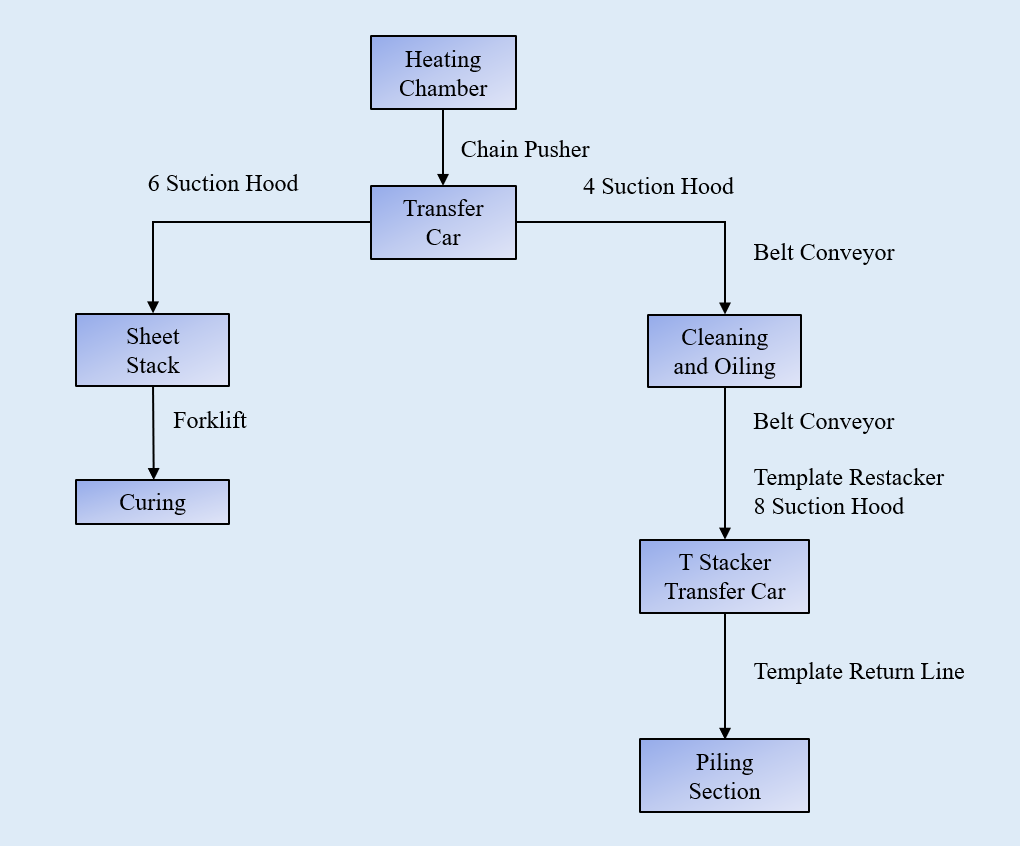 Heating
Chamber
Chain Pusher
6 Suction Hood
4 Suction Hood
Transfer
Car
Belt Conveyor
Sheet
Stack
Cleaning
and Oiling
Forklift
Belt Conveyor
Curing
Template Restacker
8 Suction Hood
T Stacker
Transfer Car
Template Return Line
Piling
Section